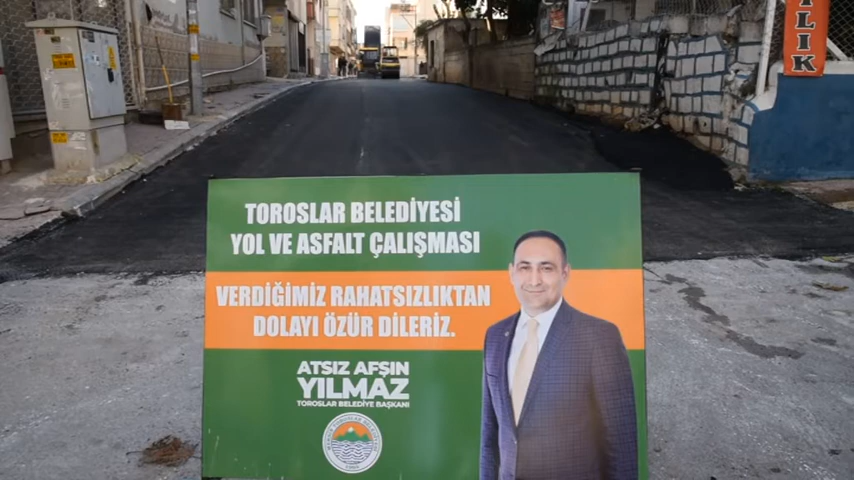 TOROSLAR BELEDİYESİ
YOL VE ASFALT ÇALIŞMASI
VERDİĞİMİZ RAHATSIZLIKTAN
DOLAYI ÖZÜR DİLERİZ.
ATSIZ AFŞIN
YILMAZ
TOROSLAR BELEDİYE BAŞKANI
ILIK